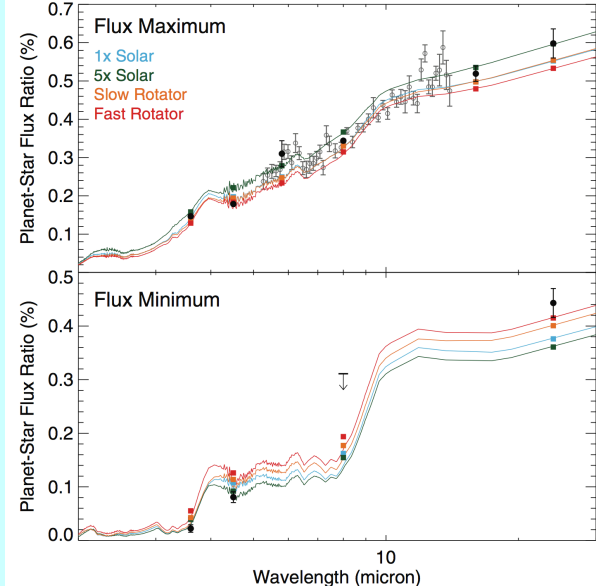 Flux Maximum
1x Solar
5x Solar
Slow Rotator
Fast Rotator
Planet-Star Flux Ratio (%)
0.7
0.6
0.5
0.4
0.3
0.2
0.1
Flux Minimum
Planet-Star Flux Ratio (%)
0.5
0.4
0.3
0.2
0.1
0.0
10
Wavelength (micron)